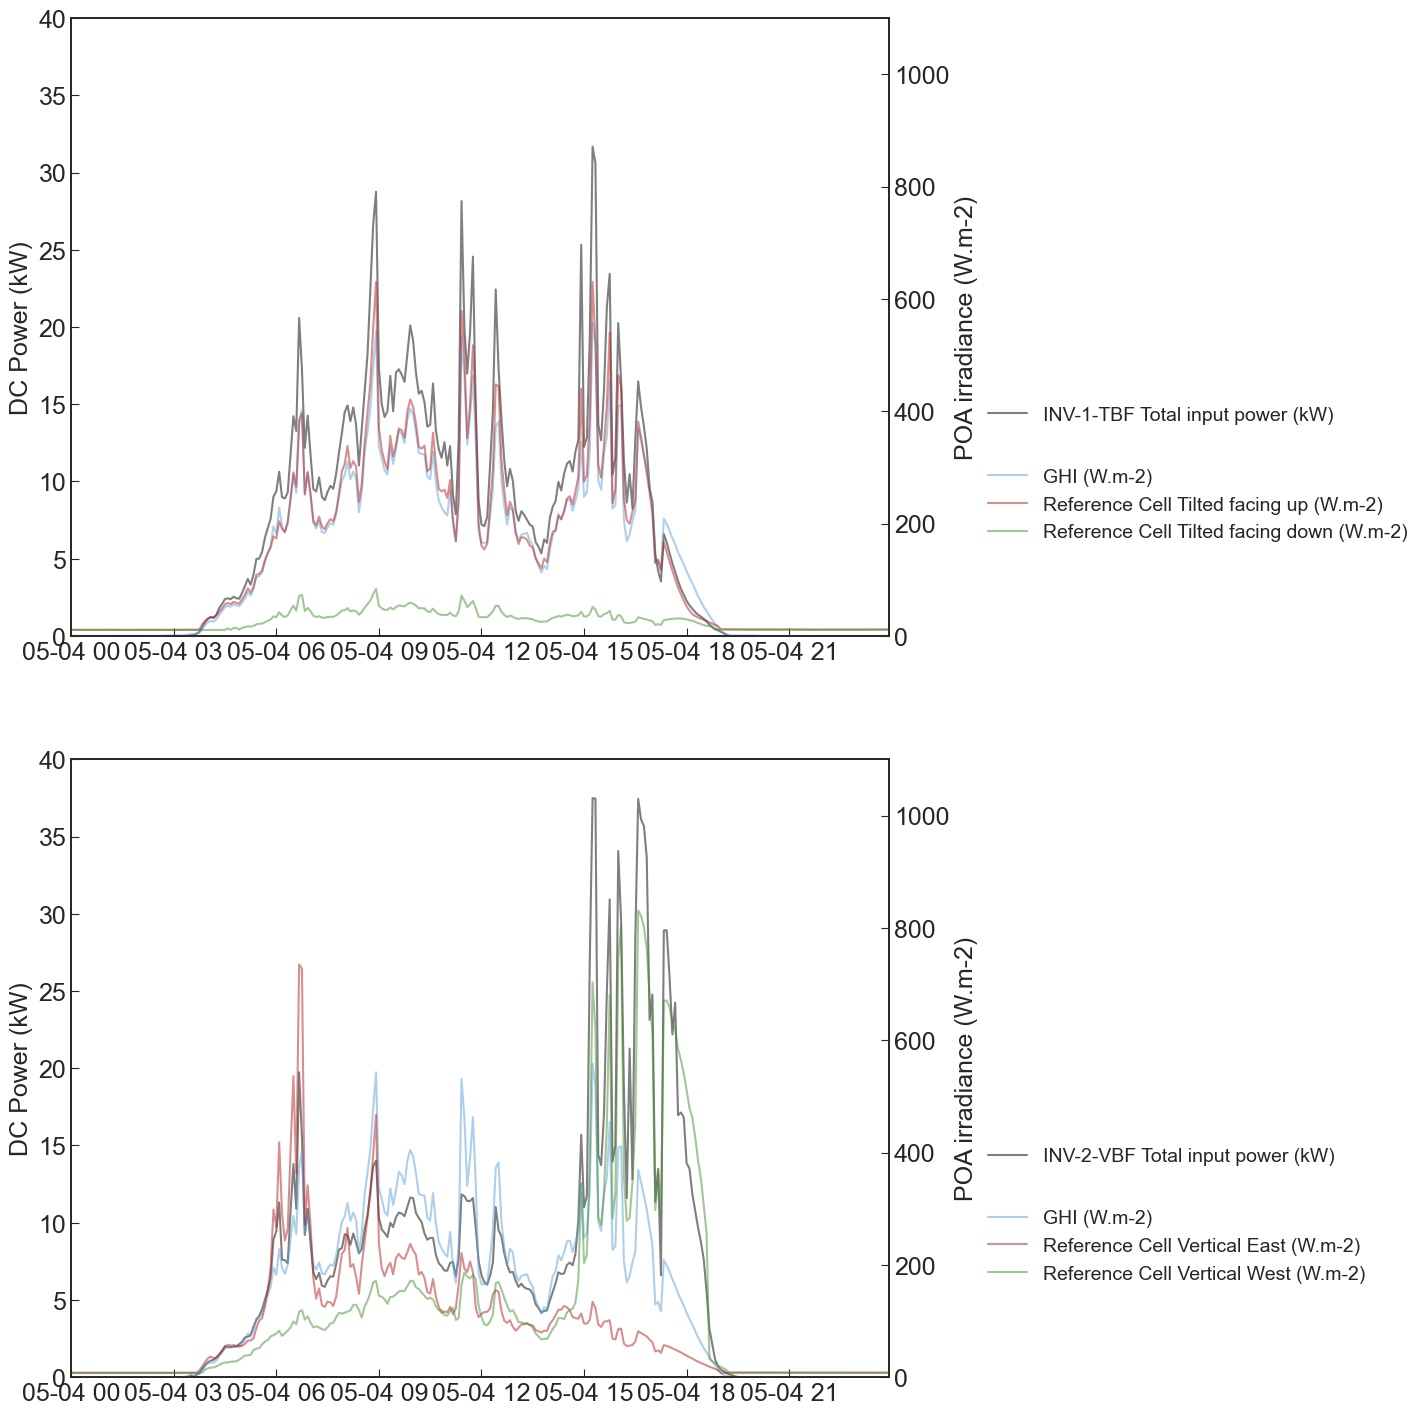 40
35
30
25
20
15
10
5
0
DC Power (kW)
1000
800
600
400
200
0
POA irradiance (W.m-2)
05-04 00 05-04 03 05-04 06 05-04 09 05-04 12 05-04 15 05-04 18 05-04 21
INV-1-TBF Total input power (kW)
GHI (W.m-2)
Reference Cell Tilted facing up (W.m-2)
Reference Cell Tilted facing down (W.m-2)
40
35
30
25
20
15
10
5
0
DC Power (kW)
1000
800
600
400
200
0
POA irradiance (W.m-2)
05-04 00 05-04 03 05-04 06 05-04 09 05-04 12 05-04 15 05-04 18 05-04 21
INV-2-VBF Total input power (kW)
GHI (W.m-2)
Reference Cell Vertical East (W.m-2)
Reference Cell Vertical West (W.m-2)